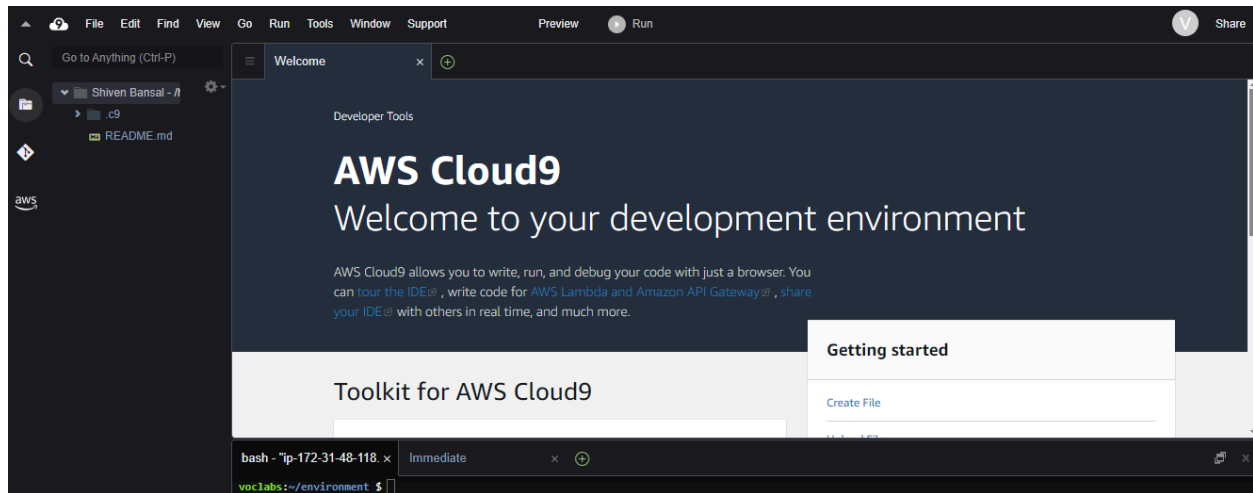 File Edit Find View Go Run Tools Window Support Preview Run V Share
Go to Anything (Ctrl-P)
Welcome
Shiven Bansal - /
.c9
README.md
aws
Developer Tools
AWS Cloud9
Welcome to your development environment
AWS Cloud9 allows you to write, run, and debug your code with just a browser. You
can tour the IDE , write code for AWS Lambda and Amazon API Gateway , share
your IDE with others in real time, and much more.
Getting started
Toolkit for AWS Cloud9
Create File
bash - "ip-172-31-48-118. × Immediate ×
voclabs:~/environment $